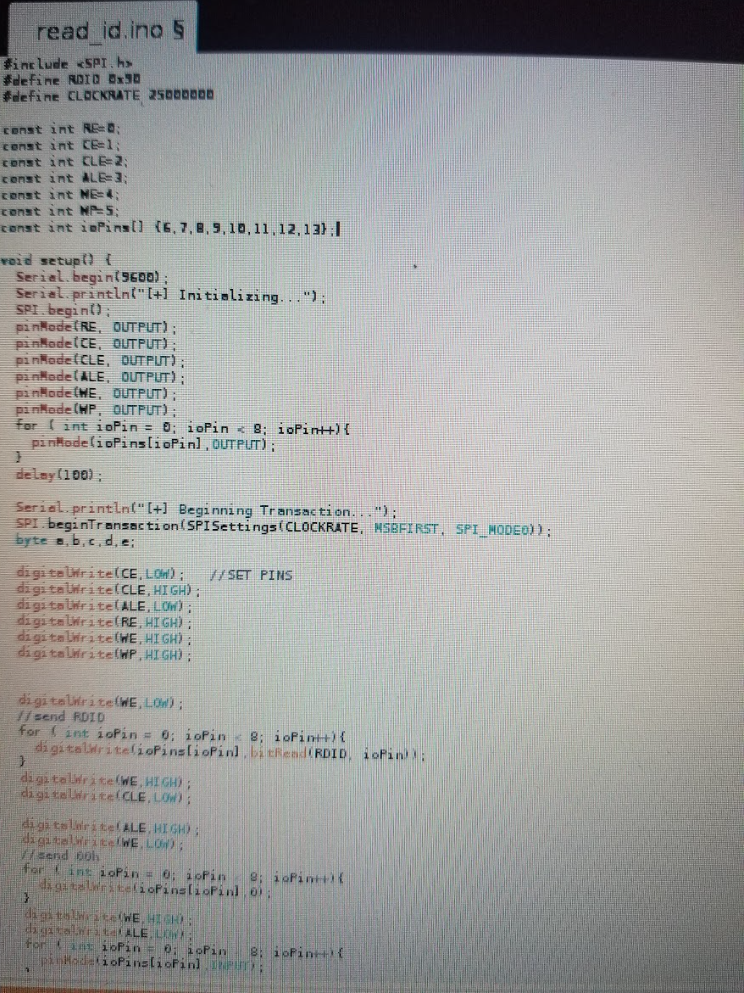 read_id.ino §
#include <SPI.h>
#define RDID 0x90
#define CLOCKRATE 25000000
const int RE=0;
const int CE=1;
const int CLE=2;
const int ALE=3;
const int WE=4;
const int WP=5;
const int ioPins[] {6,7,8,9,10,11,12,13};
void setup() {
Serial.begin(9600);
Serial.println("[+] Initializing...");
SPI.begin();
pinMode(RE, OUTPUT);
pinMode(CE, OUTPUT);
pinMode(CLE, OUTPUT);
pinMode(ALE, OUTPUT);
pinMode(WE, OUTPUT);
pinMode(WP, OUTPUT);
for ( int ioPin = 0; ioPin < 8; ioPin++){
pinMode(ioPins[ioPin],OUTPUT);
}
delay(100);
Serial.println("[+] Beginning Transaction...");
SPI.beginTransaction(SPISettings(CLOCKRATE, MSBFIRST, SPI_MODE0));
byte a,b,c,d,e;
digitalWrite(CE,LOW); //SET PINS
digitalWrite(CLE,HIGH);
digitalWrite(ALE,LOW);
digitalWrite(RE,HIGH);
digitalWrite(WE,HIGH);
digitalWrite(WP,HIGH);
digitalWrite(WE,LOW);
//send RDID
for ( int ioPin = 0; ioPin < 8; ioPin++){
digitalWrite(ioPins[ioPin],bitRead(RDID, ioPin));
}
digitalWrite(WE,HIGH);
digitalWrite(CLE,LOW);
digitalWrite(ALE,HIGH);
digitalWrite(WE,LOW);
//send 00h
for ( int ioPin = 0; ioPin < 8; ioPin++){
digitalWrite(ioPins[ioPin],0);
}
digitalWrite(WE,HIGH);
digitalWrite(ALE,LOW);
for ( int ioPin = 0; ioPin < 8; ioPin++){
pinMode(ioPins[ioPin],INPUT);